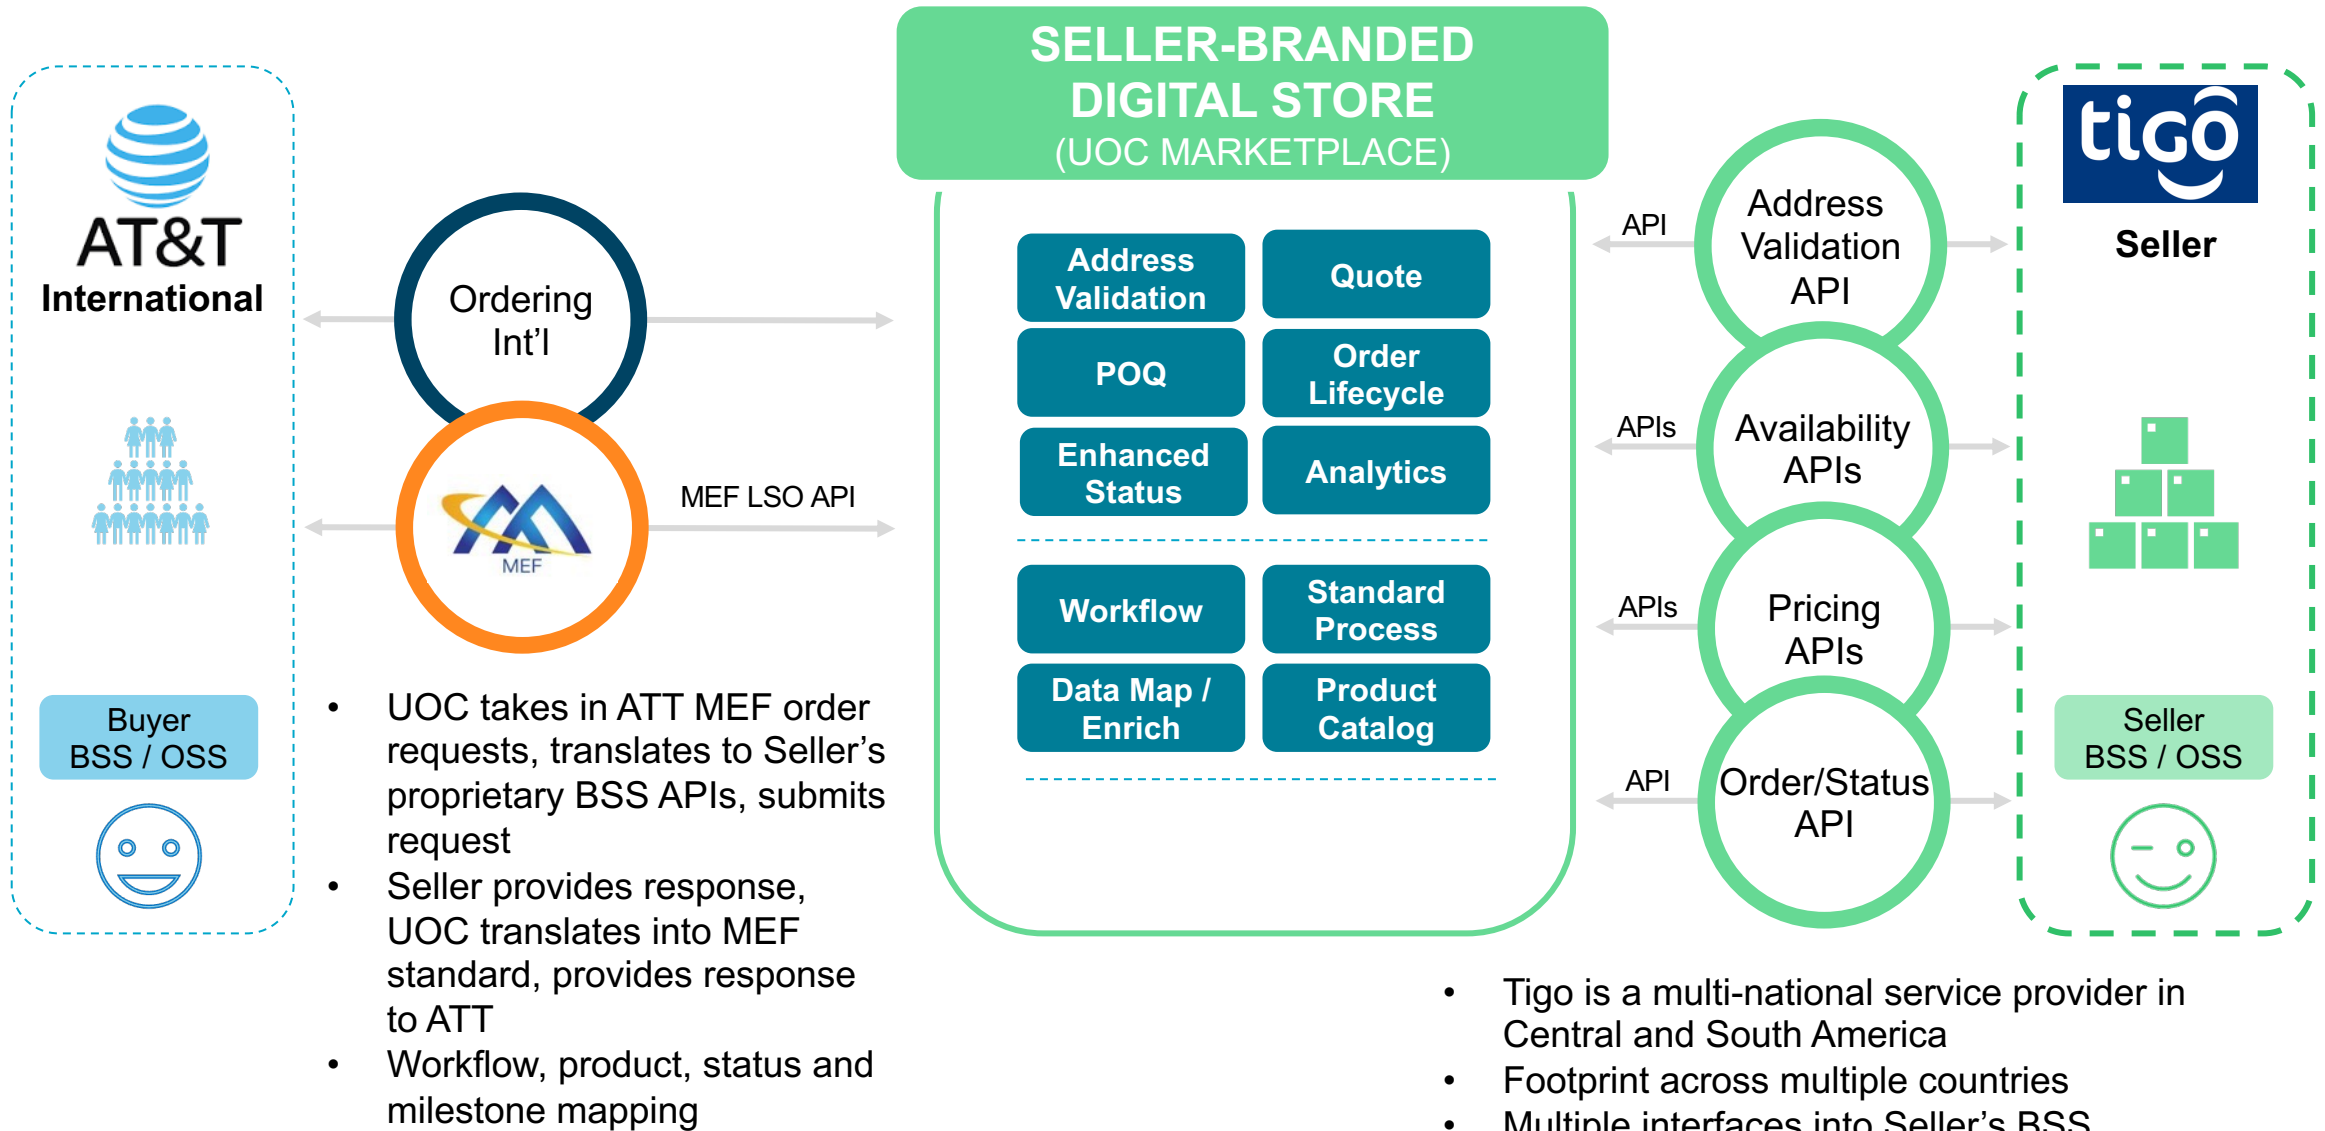 SELLER-BRANDED
DIGITAL STORE
(UOC MARKETPLACE)
AT&T
International
Buyer
BSS / OSS
Ordering
Int'l
MEF
MEF LSO API
• UOC takes in ATT MEF order
requests, translates to Seller's
proprietary BSS APIs, submits
request
• Seller provides response,
UOC translates into MEF
standard, provides response
to ATT
• Workflow, product, status and
milestone mapping
Address
Validation
Quote
POQ
Order
Lifecycle
Enhanced
Status
Analytics
Workflow
Standard
Process
Data Map /
Enrich
Product
Catalog
API
Address
Validation
API
APIs
Availability
APIs
APIs
Pricing
APIs
API
Order/Status
API
tigo
Seller
Seller
BSS / OSS
• Tigo is a multi-national service provider in
Central and South America
• Footprint across multiple countries
• Multiple interfaces into Seller's BSS